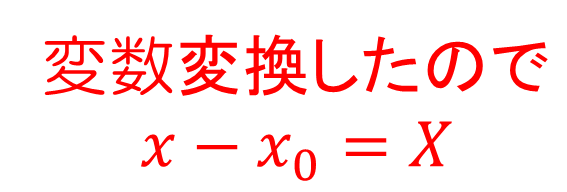 変数変換したので
x − x₀ = X